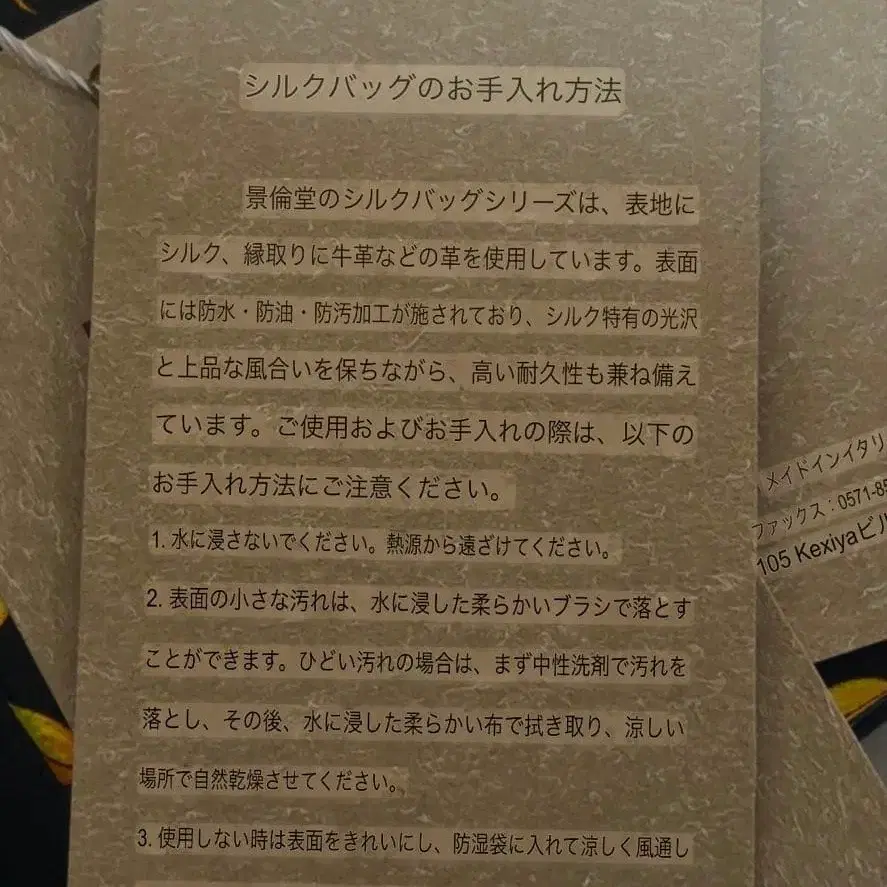 シルクバッグのお手入れ方法
景倫堂のシルクバッグシリーズは、表地に
シルク、縁取りに牛革などの革を使用しています。表面
には防水・防油・防汚加工が施されており、シルク特有の光沢
と上品な風合いを保ちながら、高い耐久性も兼ね備え
ています。ご使用およびお手入れの際は、以下の
お手入れ方法にご注意ください。
1. 水に浸さないでください。熱源から遠ざけてください。
2. 表面の小さな汚れは、水に浸した柔らかいブラシで落とす
ことができます。ひどい汚れの場合は、まず中性洗剤で汚れを
落とし、その後、水に浸した柔らかい布で拭き取り、涼しい
場所で自然乾燥させてください。
3. 使用しない時は表面をきれいにし、防湿袋に入れて涼しく風通し
メイドインイタリ
ファックス：0571-85
105 Kexiyaビル